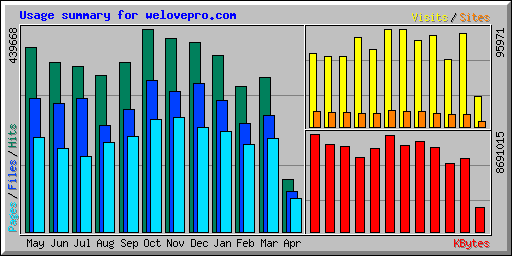 Usage summary for welovepro.com
Visits/Sites
439668
95971
8691015
Pages/Files/Hits
May Jun Jul Aug Sep Oct Nov Dec Jan Feb Mar Apr
KBytes